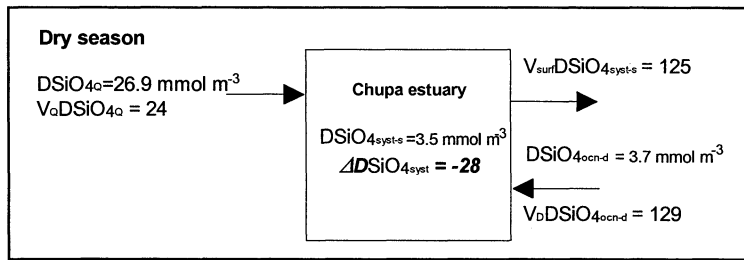 Dry season
DSiO4Q=26.9 mmol m-3
VQDSiO4Q = 24
Chupa estuary
DSiO4syst-s =3.5 mmol m-3
ΔDSiO4syst = -28
VsurfDSiO4syst-s = 125
DSiO4ocn-d = 3.7 mmol m-3
VDDSiO4ocn-d = 129